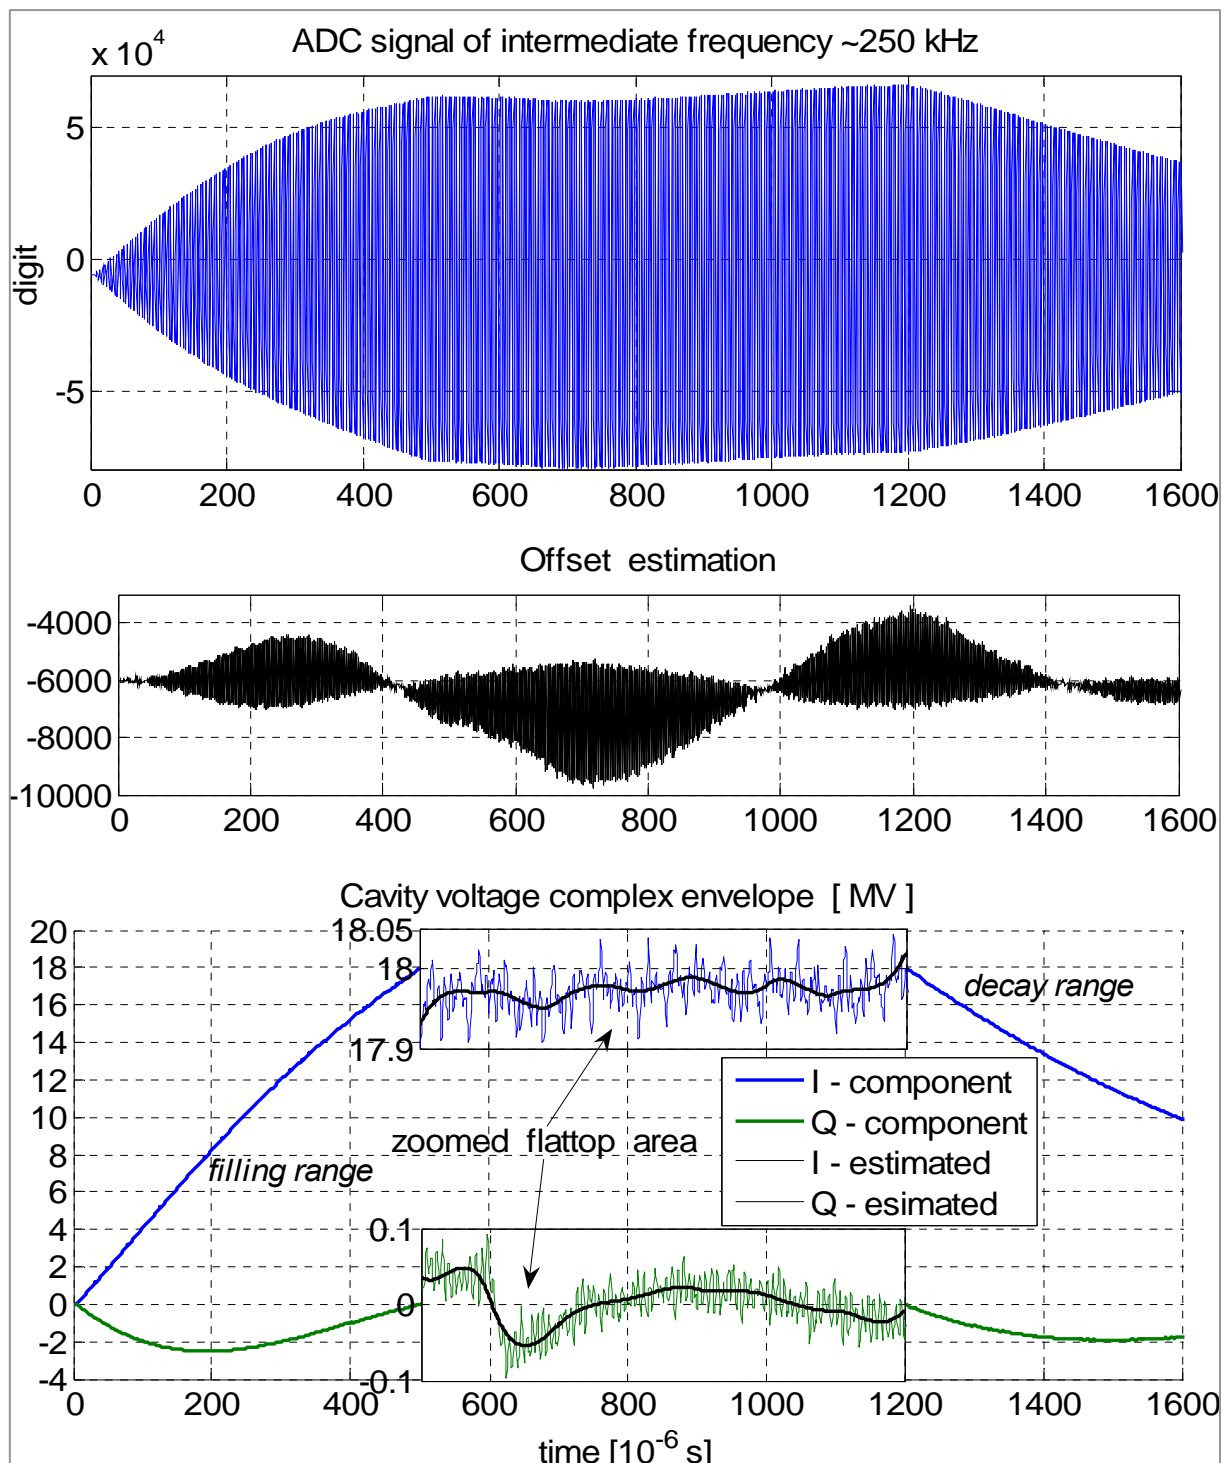 ADC signal of intermediate frequency ~250 kHz
x 10^4
5
0
-5
digit
0 200 400 600 800 1000 1200 1400 1600
Offset estimation
-4000
-6000
-8000
-10000
0 200 400 600 800 1000 1200 1400 1600
Cavity voltage complex envelope [ MV ]
20
18
16
14
12
10
8
6
4
2
0
-2
-4
18.05
18
17.9
decay range
I - component
Q - component
I - estimated
Q - esimated
zoomed flattop area
filling range
0.1
0
-0.1
0 200 400 600 800 1000 1200 1400 1600
time [10^-6 s]